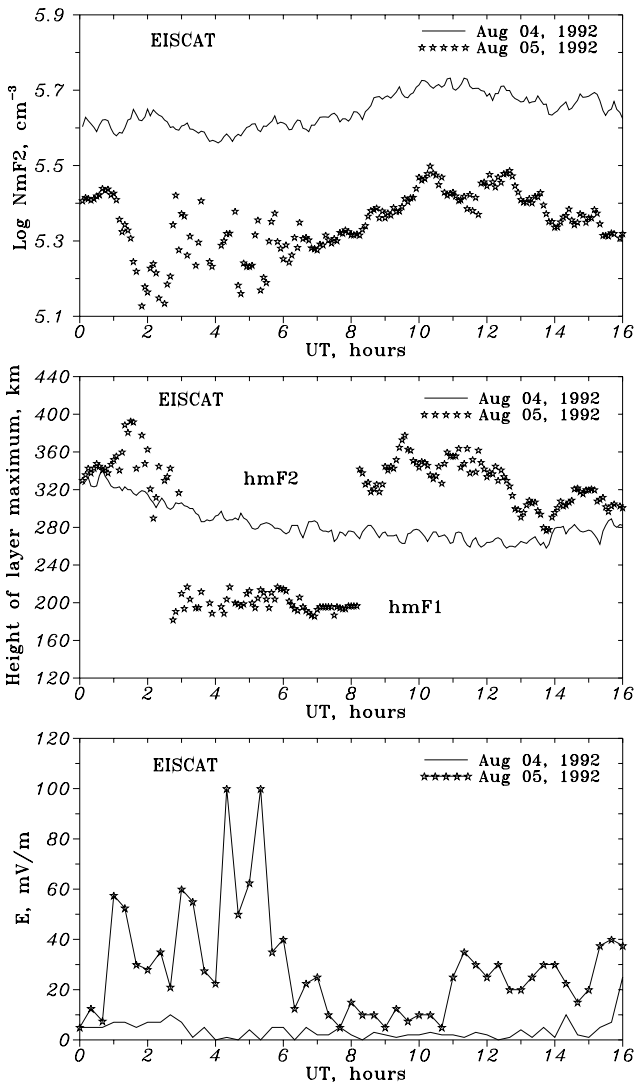 5.9
EISCAT
Aug 04, 1992
Aug 05, 1992
5.7
5.5
5.3
5.1
Log NmF2, cm⁻³
0 2 4 6 8 10 12 14 16
UT, hours
440
EISCAT
Aug 04, 1992
Aug 05, 1992
400
360
320
280
240
200
160
120
hmF2
hmF1
Height of layer maximum, km
0 2 4 6 8 10 12 14 16
UT, hours
120
EISCAT
Aug 04, 1992
Aug 05, 1992
100
80
60
40
20
0
E, mV/m
0 2 4 6 8 10 12 14 16
UT, hours